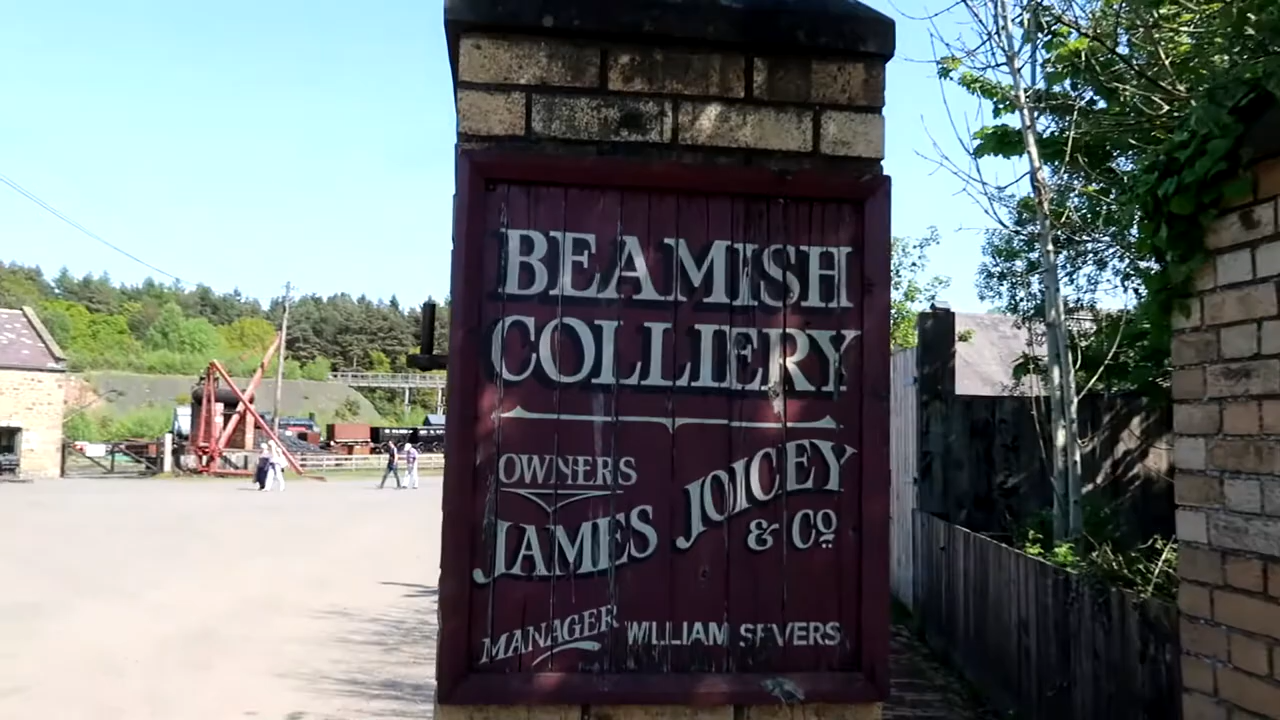 BEAMISH
COLLIERY
OWNERS
JAMES JOICEY
& Co
MANAGER WILLIAM SEVERS